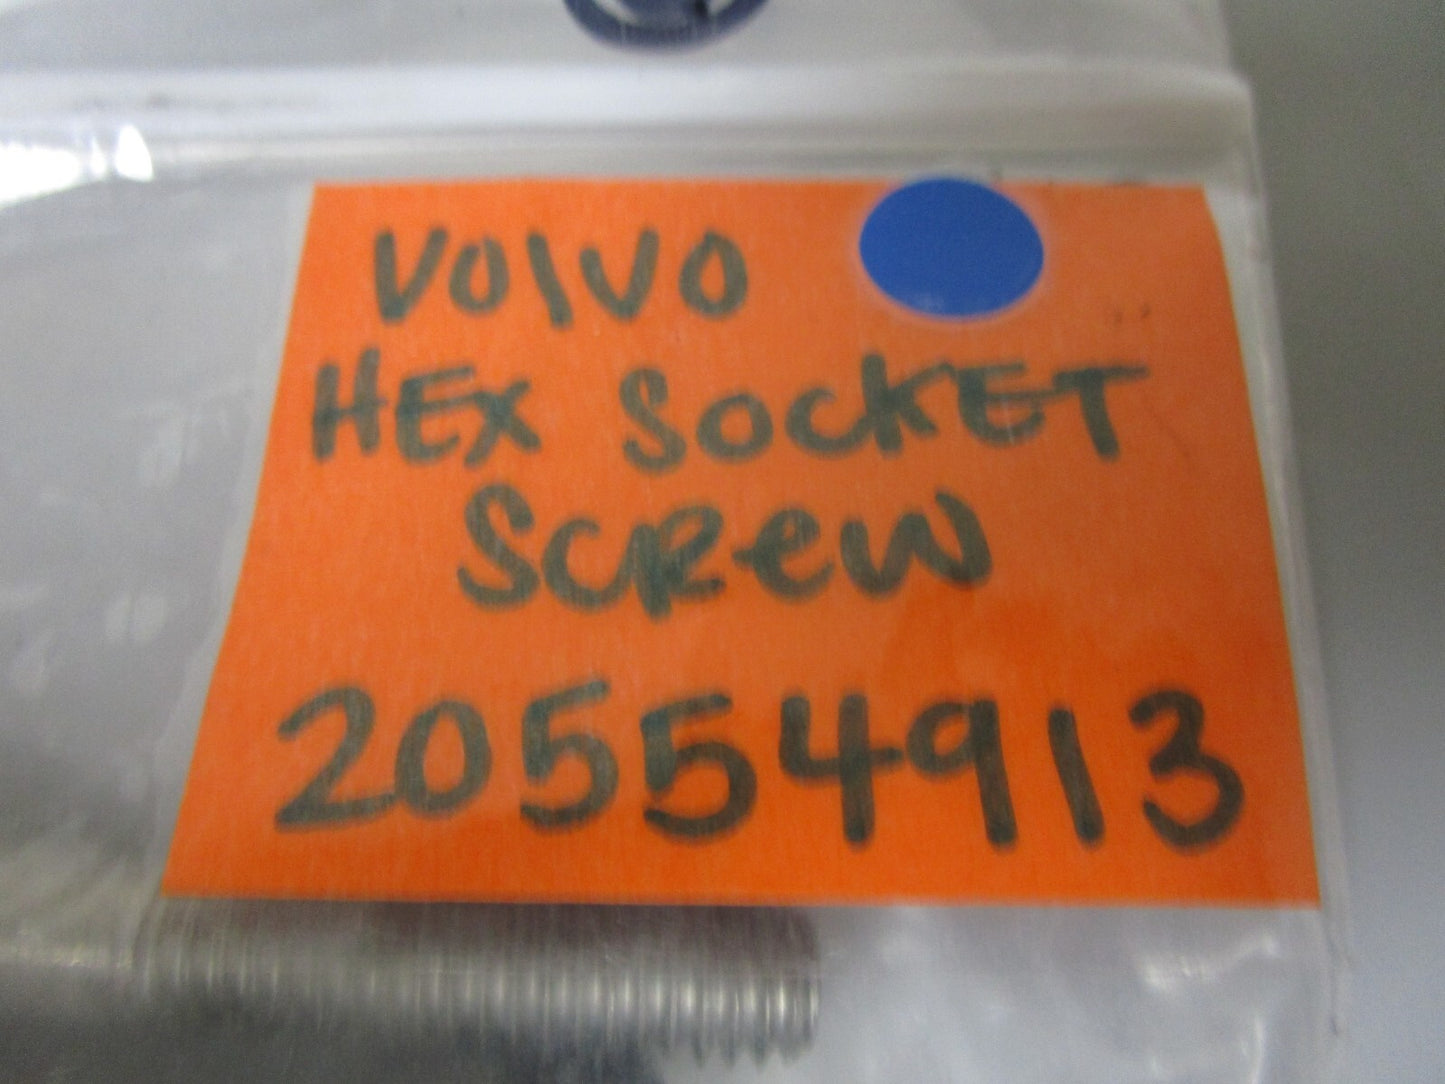 VOlVO
HEX SOCKET
SCReW
20554913